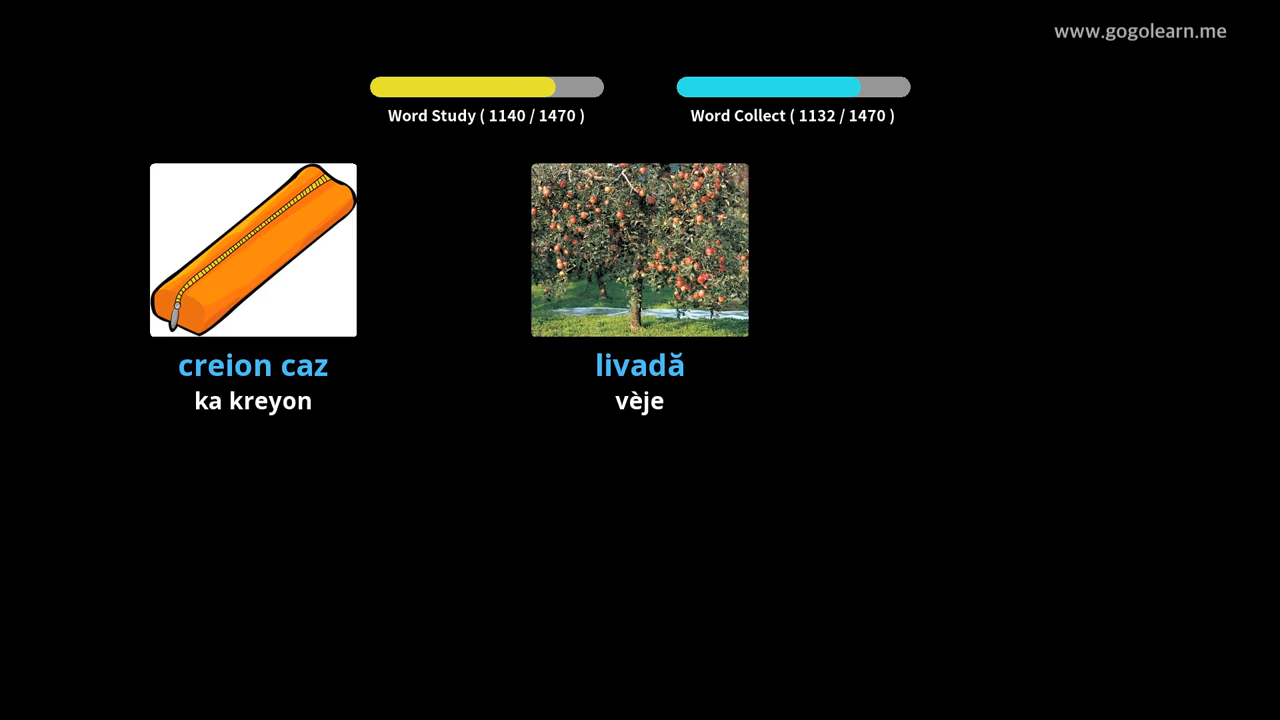 www.gogolearn.me
Word Study ( 1140 / 1470 )
Word Collect ( 1132 / 1470 )
creion caz
ka kreyon
livadă
vèje